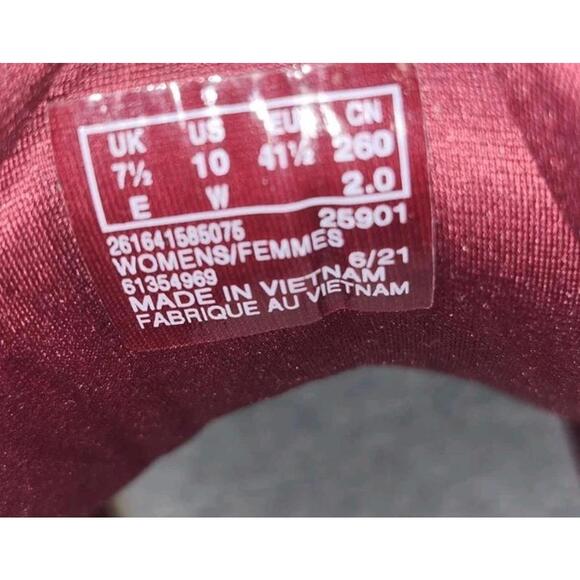 UK US EUR CN
7½ 10 41½ 260
E W 2.0
261641585075 25901
WOMENS/FEMMES
61354969 6/21
MADE IN VIETNAM
FABRIQUE AU VIETNAM